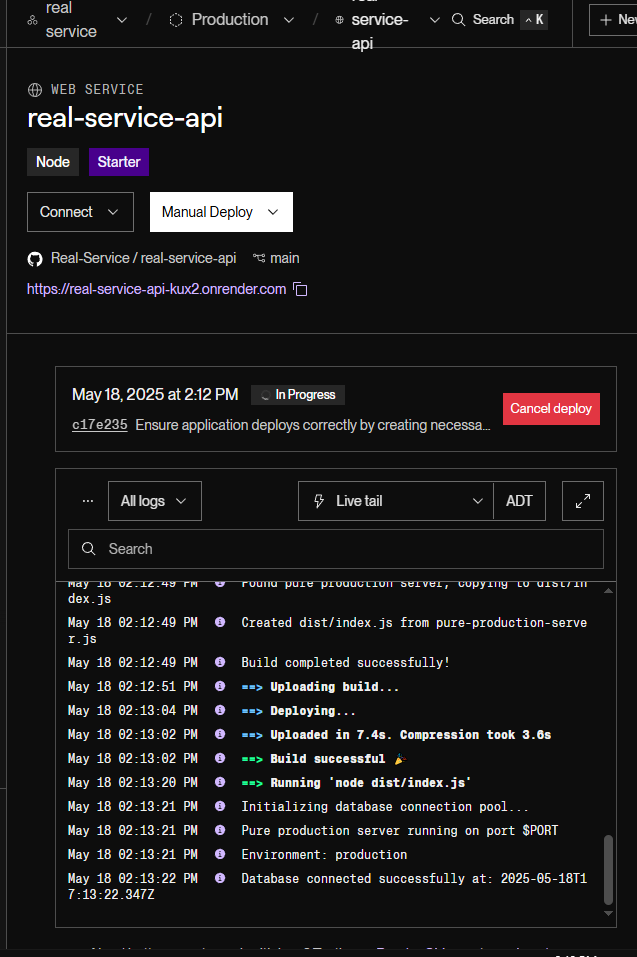 real
service
/
Production
/
service-
api
Search
K
WEB SERVICE
real-service-api
Node
Starter
Connect
Manual Deploy
Real-Service / real-service-api
main
https://real-service-api-kux2.onrender.com
May 18, 2025 at 2:12 PM
In Progress
Cancel deploy
c17e235 Ensure application deploys correctly by creating necessa...
...
All logs
Live tail
ADT
Search
May 18 02:12:49 PM Found pure production server, copying to dist/in
dex.js
May 18 02:12:49 PM Created dist/index.js from pure-production-serve
r.js
May 18 02:12:49 PM Build completed successfully!
May 18 02:12:51 PM ==> Uploading build...
May 18 02:13:04 PM ==> Deploying...
May 18 02:13:02 PM ==> Uploaded in 7.4s. Compression took 3.6s
May 18 02:13:02 PM ==> Build successful 🎉
May 18 02:13:20 PM ==> Running 'node dist/index.js'
May 18 02:13:21 PM Initializing database connection pool...
May 18 02:13:21 PM Pure production server running on port $PORT
May 18 02:13:21 PM Environment: production
May 18 02:13:22 PM Database connected successfully at: 2025-05-18T1
7:13:22.347Z